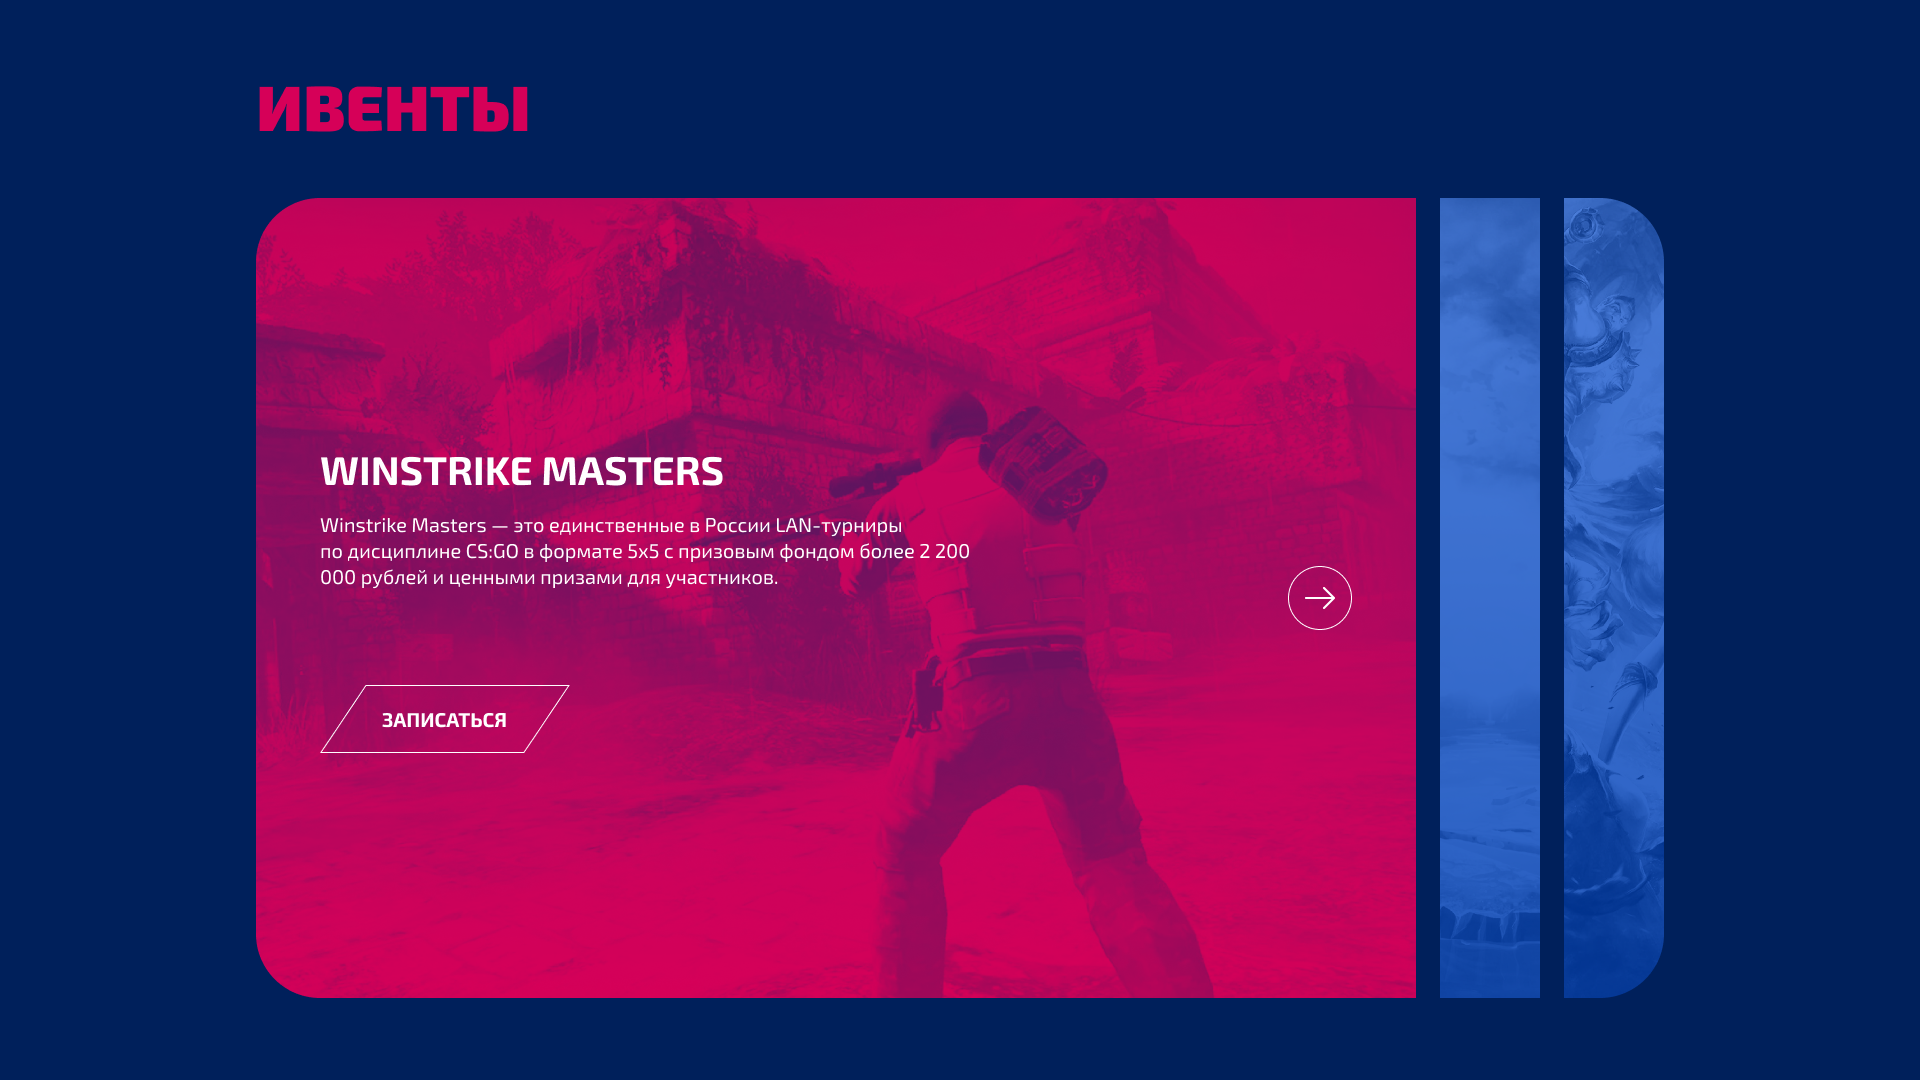 ИВЕНТЫ
WINSTRIKE MASTERS
Winstrike Masters — это единственные в России LAN-турниры
по дисциплине CS:GO в формате 5x5 с призовым фондом более 2 200
000 рублей и ценными призами для участников.
ЗАПИСАТЬСЯ